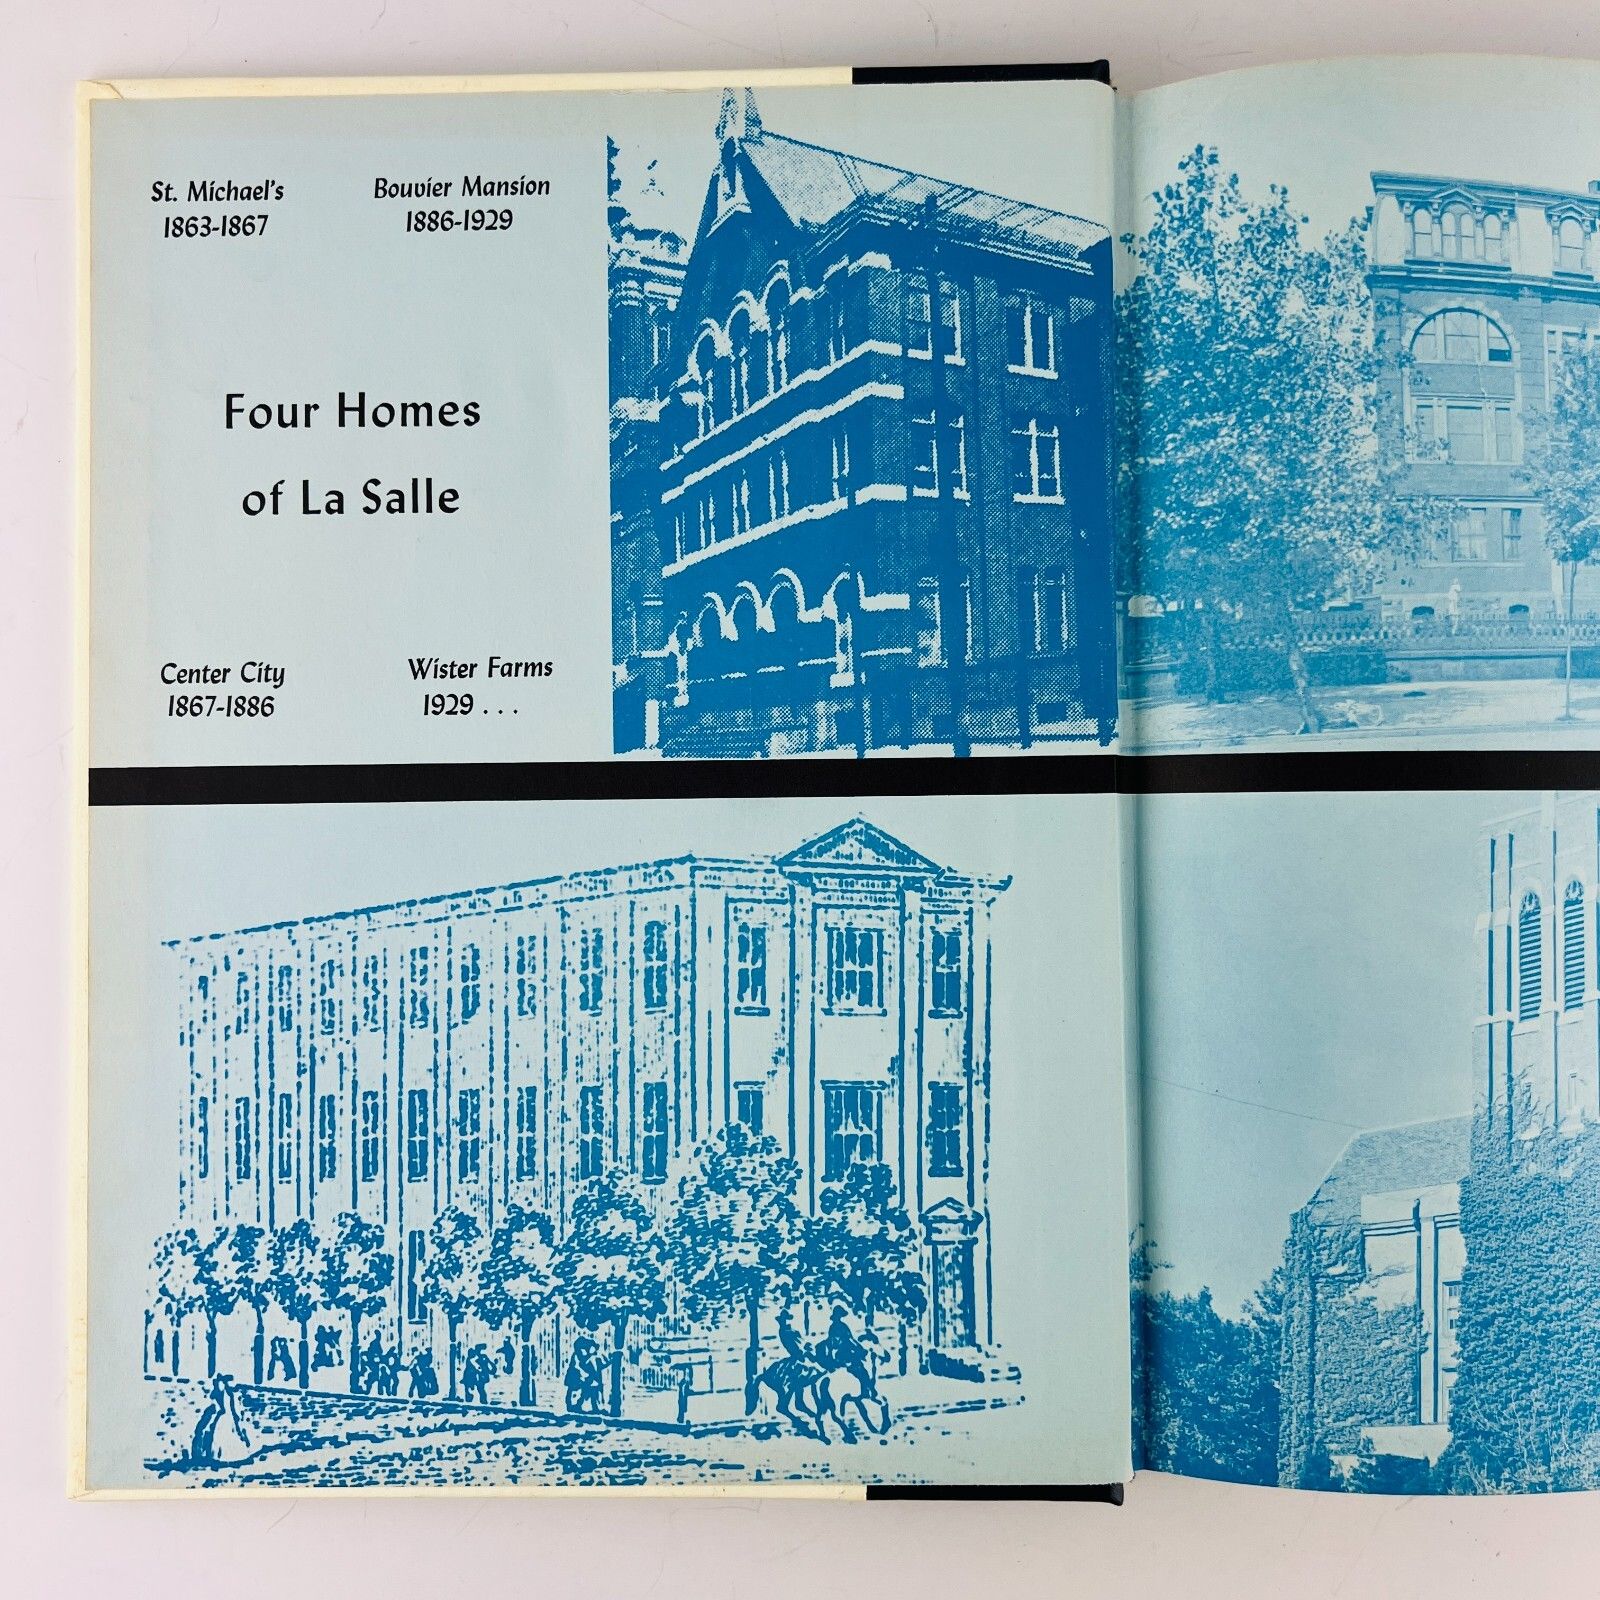 St. Michael's
1863-1867
Bouvier Mansion
1886-1929
Four Homes
of La Salle
Center City
1867-1886
Wister Farms
1929 . . .